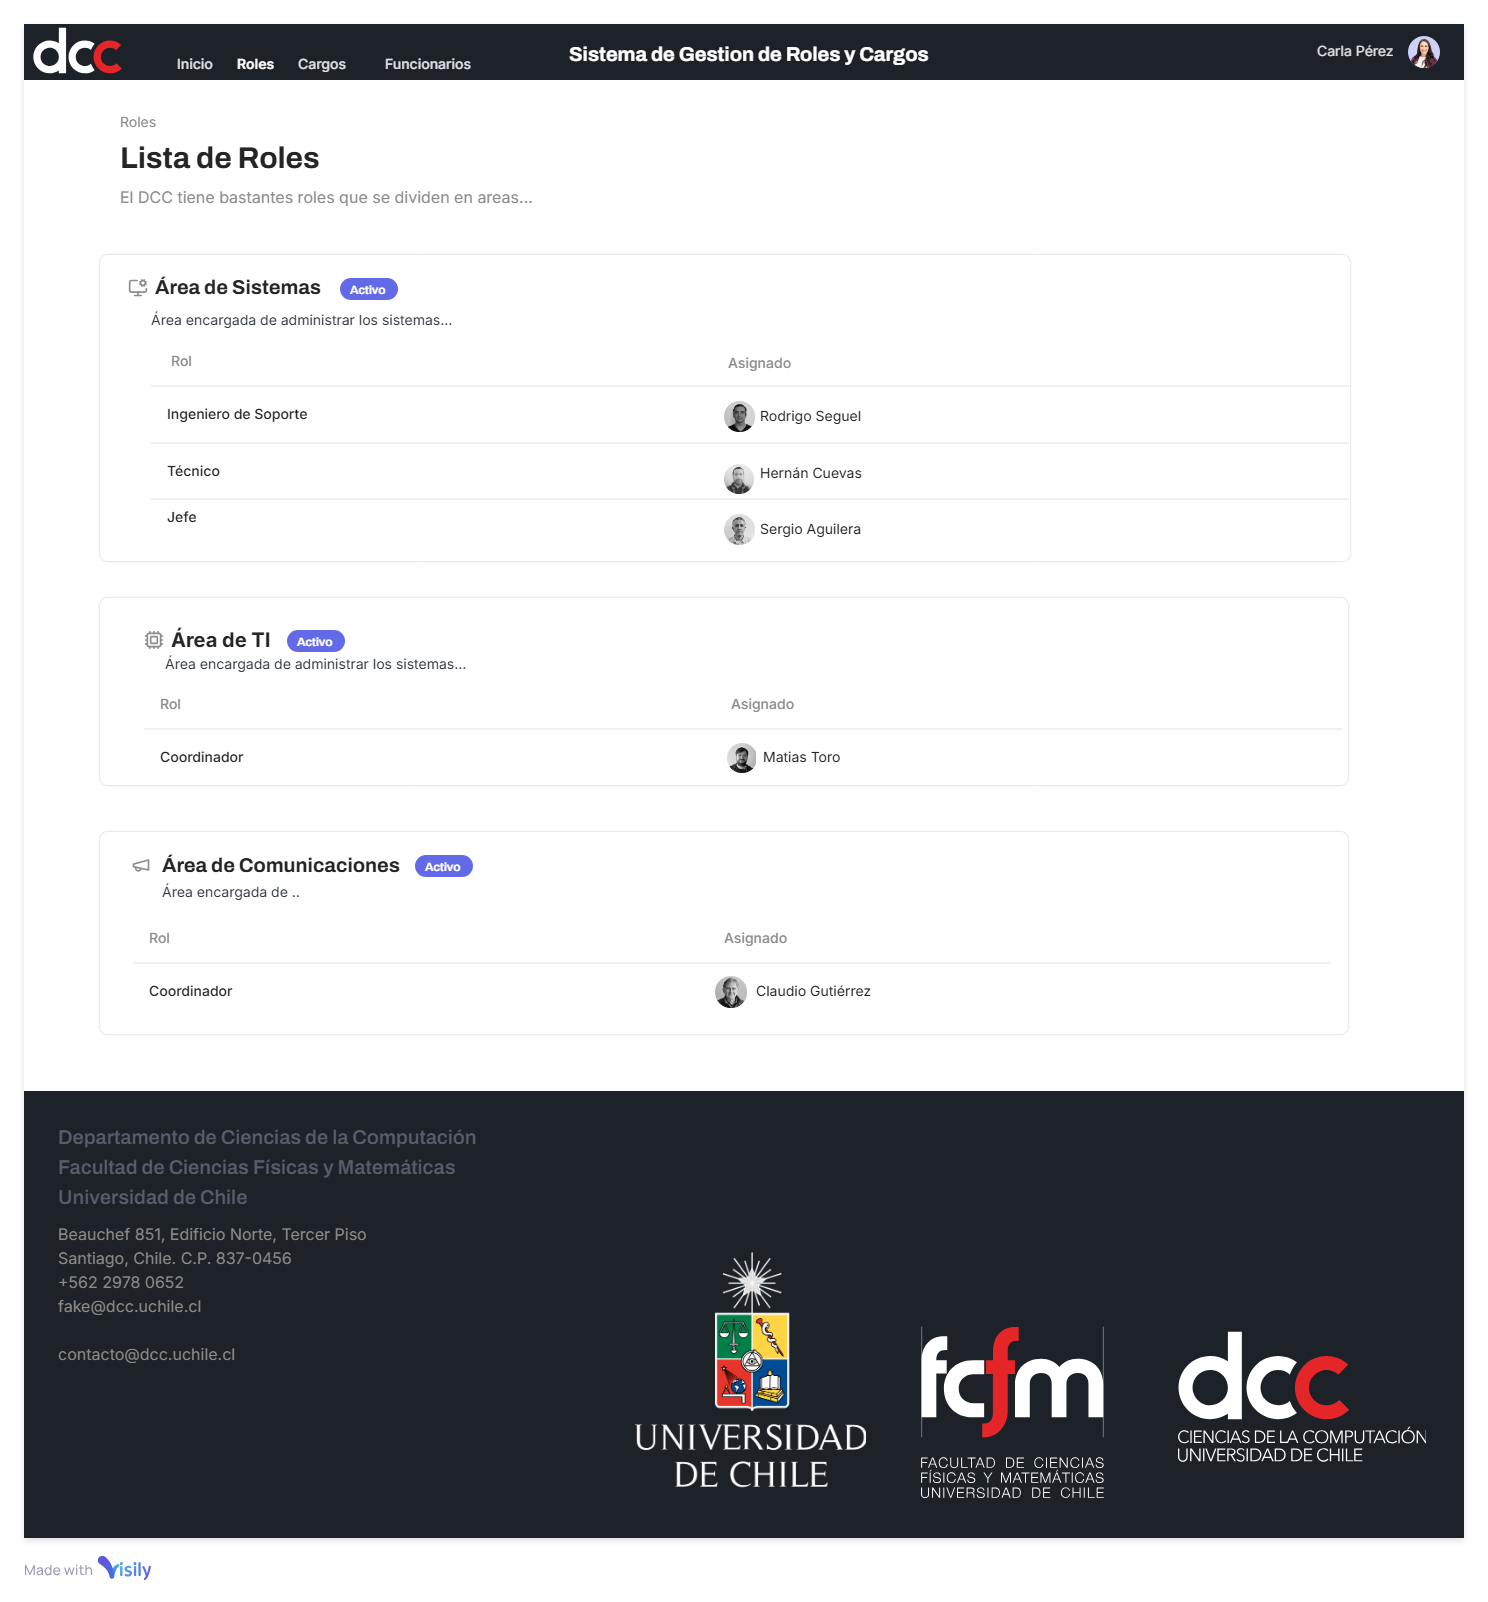 dcc
Inicio Roles Cargos Funcionarios
Sistema de Gestion de Roles y Cargos
Carla Pérez
Roles
Lista de Roles
El DCC tiene bastantes roles que se dividen en areas...
Área de Sistemas Activo
Área encargada de administrar los sistemas...
Rol Asignado
Ingeniero de Soporte Rodrigo Seguel
Técnico Hernán Cuevas
Jefe Sergio Aguilera
Área de TI Activo
Área encargada de administrar los sistemas...
Rol Asignado
Coordinador Matias Toro
Área de Comunicaciones Activo
Área encargada de ..
Rol Asignado
Coordinador Claudio Gutiérrez
Departamento de Ciencias de la Computación
Facultad de Ciencias Físicas y Matemáticas
Universidad de Chile
Beauchef 851, Edificio Norte, Tercer Piso
Santiago, Chile. C.P. 837-0456
+562 2978 0652
fake@dcc.uchile.cl
contacto@dcc.uchile.cl
UNIVERSIDAD
DE CHILE
fcfm
FACULTAD DE CIENCIAS
FÍSICAS Y MATEMÁTICAS
UNIVERSIDAD DE CHILE
dcc
CIENCIAS DE LA COMPUTACIÓN
UNIVERSIDAD DE CHILE
Made with Visily